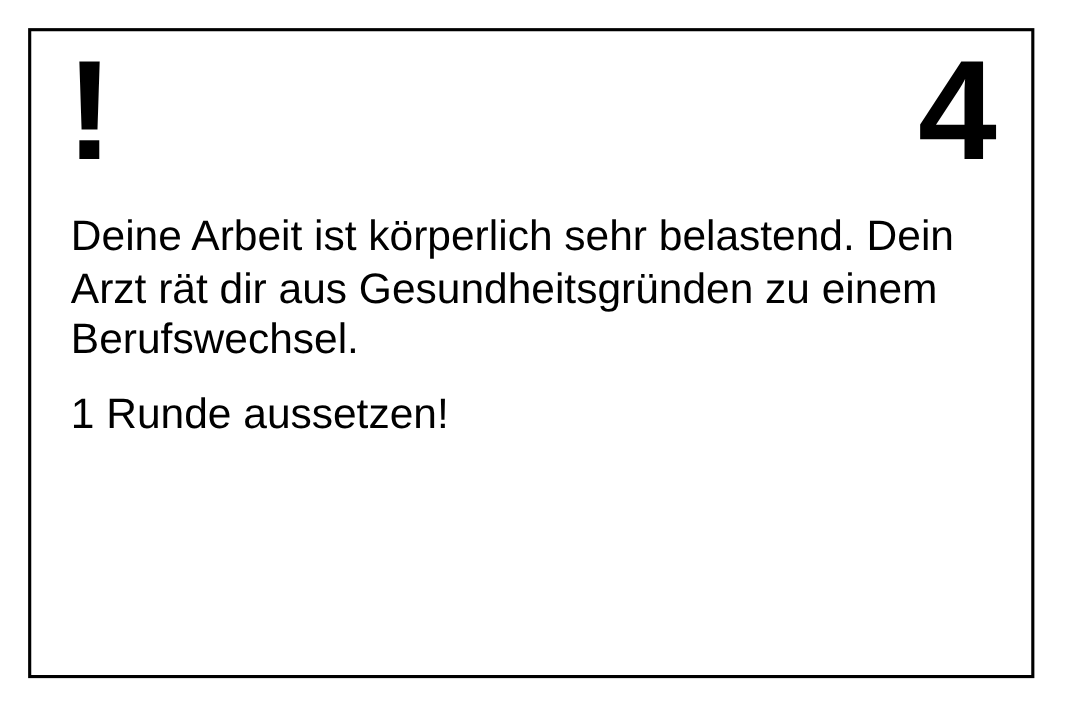 ! 4
Deine Arbeit ist körperlich sehr belastend. Dein
Arzt rät dir aus Gesundheitsgründen zu einem
Berufswechsel.
1 Runde aussetzen!